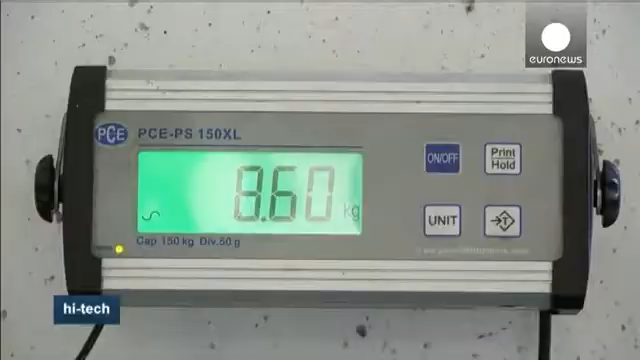 euronews
PCE
PCE-PS 150XL
8.60 kg
Cap 150 kg Div.50 g
ON/OFF
Print
Hold
UNIT
T
hi-tech